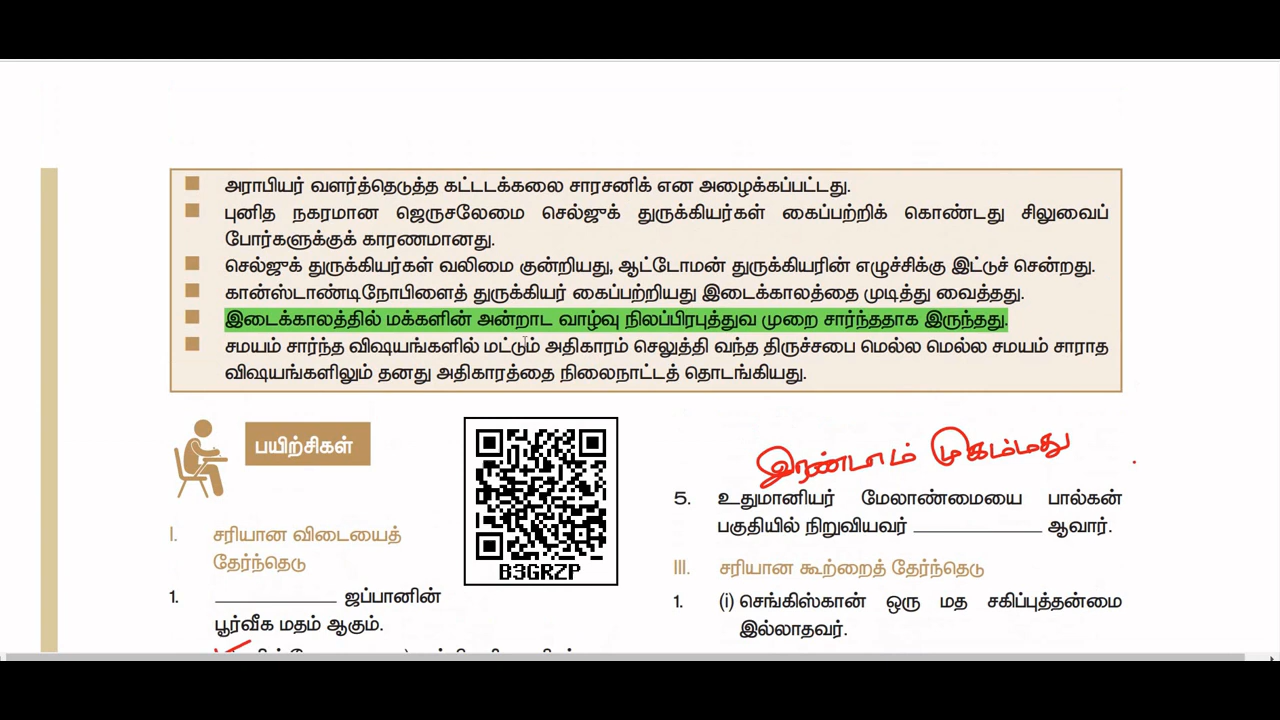 அராபியர் வளர்த்தெடுத்த கட்டடக்கலை சாரசனிக் என அழைக்கப்பட்டது.
புனித நகரமான ஜெருசலேமை செல்ஜுக் துருக்கியர்கள் கைப்பற்றிக் கொண்டது சிலுவைப்
போர்களுக்குக் காரணமானது.
செல்ஜுக் துருக்கியர்கள் வலிமை குன்றியது, ஆட்டோமன் துருக்கியரின் எழுச்சிக்கு இட்டுச் சென்றது.
கான்ஸ்டாண்டிநோபிளைத் துருக்கியர் கைப்பற்றியது இடைக்காலத்தை முடித்து வைத்தது.
இடைக்காலத்தில் மக்களின் அன்றாட வாழ்வு நிலப்பிரபுத்துவ முறை சார்ந்ததாக இருந்தது.
சமயம் சார்ந்த விஷயங்களில் மட்டும் அதிகாரம் செலுத்தி வந்த திருச்சபை மெல்ல மெல்ல சமயம் சாராத
விஷயங்களிலும் தனது அதிகாரத்தை நிலைநாட்டத் தொடங்கியது.
பயிற்சிகள்
B3GRZP
I. சரியான விடையைத்
தேர்ந்தெடு
1. ____________ ஜப்பானின்
பூர்வீக மதம் ஆகும்.
இரண்டாம் முகம்மது
5. உதுமானியர் மேலாண்மையை பால்கன்
பகுதியில் நிறுவியவர் ____________ ஆவார்.
III. சரியான கூற்றைத் தேர்ந்தெடு
1. (i) செங்கிஸ்கான் ஒரு மத சகிப்புத்தன்மை
இல்லாதவர்.